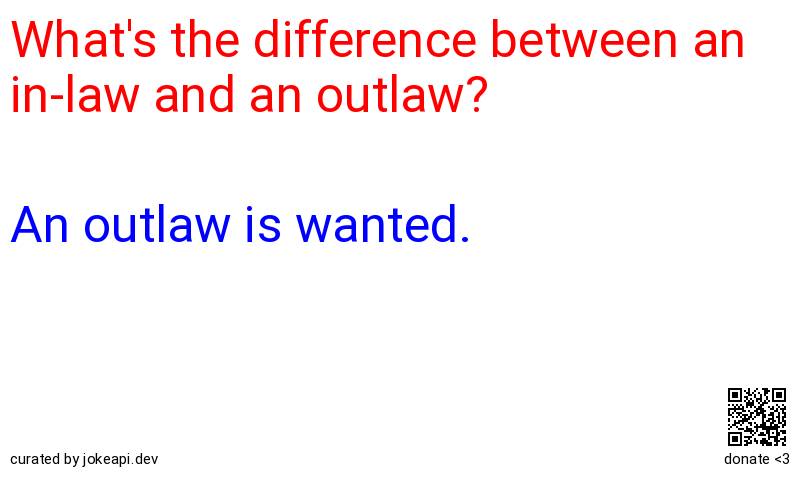 What's the difference between an
in-law and an outlaw?
An outlaw is wanted.
curated by jokeapi.dev
donate <3